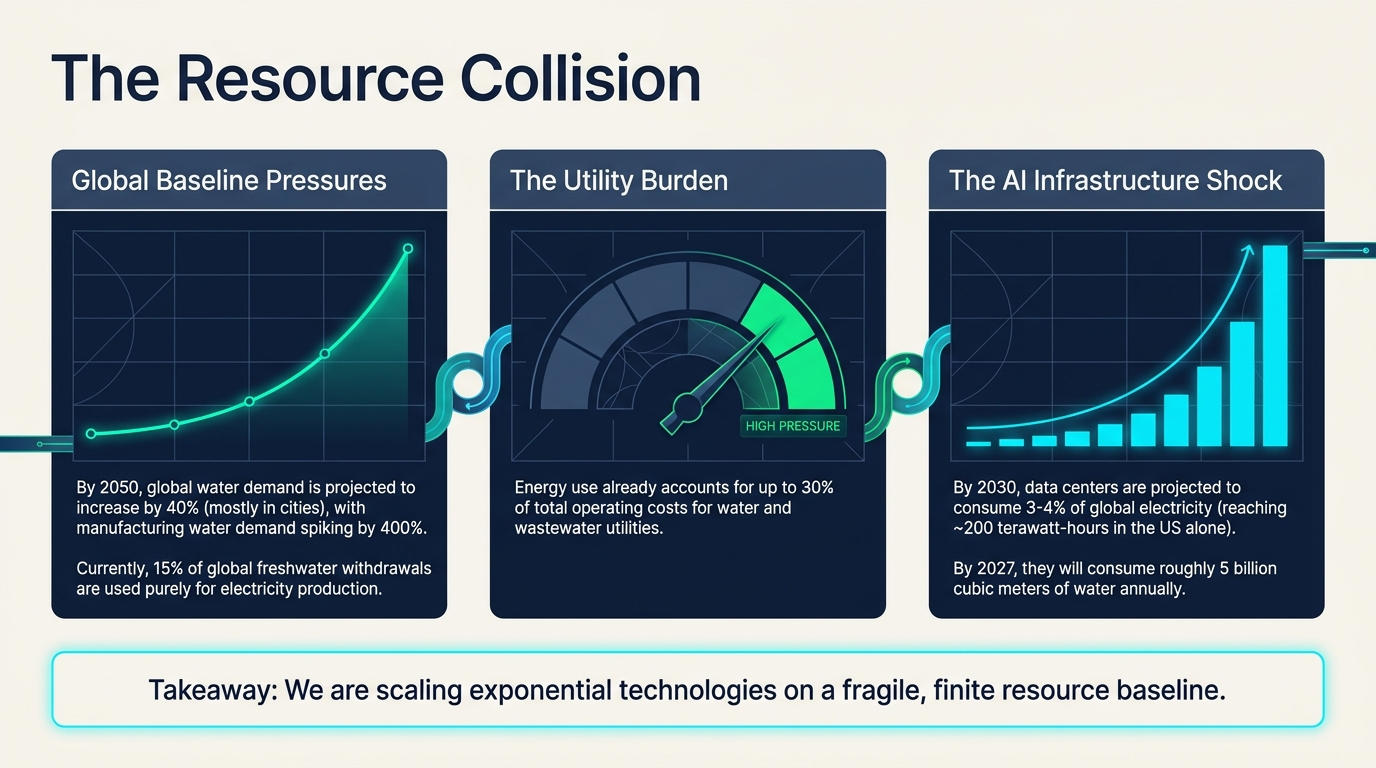 The Resource Collision
Global Baseline Pressures
By 2050, global water demand is projected to
increase by 40% (mostly in cities), with
manufacturing water demand spiking by 400%.
Currently, 15% of global freshwater withdrawals
are used purely for electricity production.
The Utility Burden
HIGH PRESSURE
Energy use already accounts for up to 30%
of total operating costs for water and
wastewater utilities.
The AI Infrastructure Shock
By 2030, data centers are projected to
consume 3-4% of global electricity (reaching
~200 terawatt-hours in the US alone).
By 2027, they will consume roughly 5 billion
cubic meters of water annually.
Takeaway: We are scaling exponential technologies on a fragile, finite resource baseline.